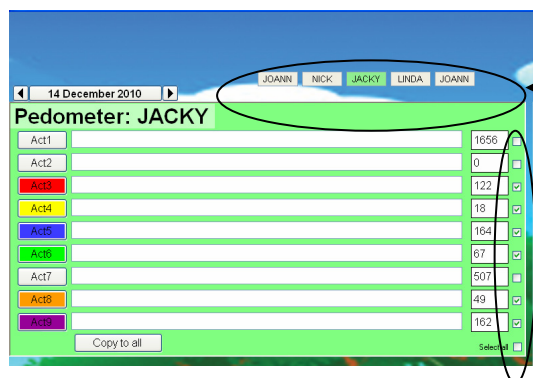 JOANN NICK JACKY LINDA JOANN
14 December 2010
Pedometer: JACKY
Act1 1656
Act2 0
Act3 122
Act4 18
Act5 164
Act6 67
Act7 507
Act8 49
Act9 162
Copy to all Select all